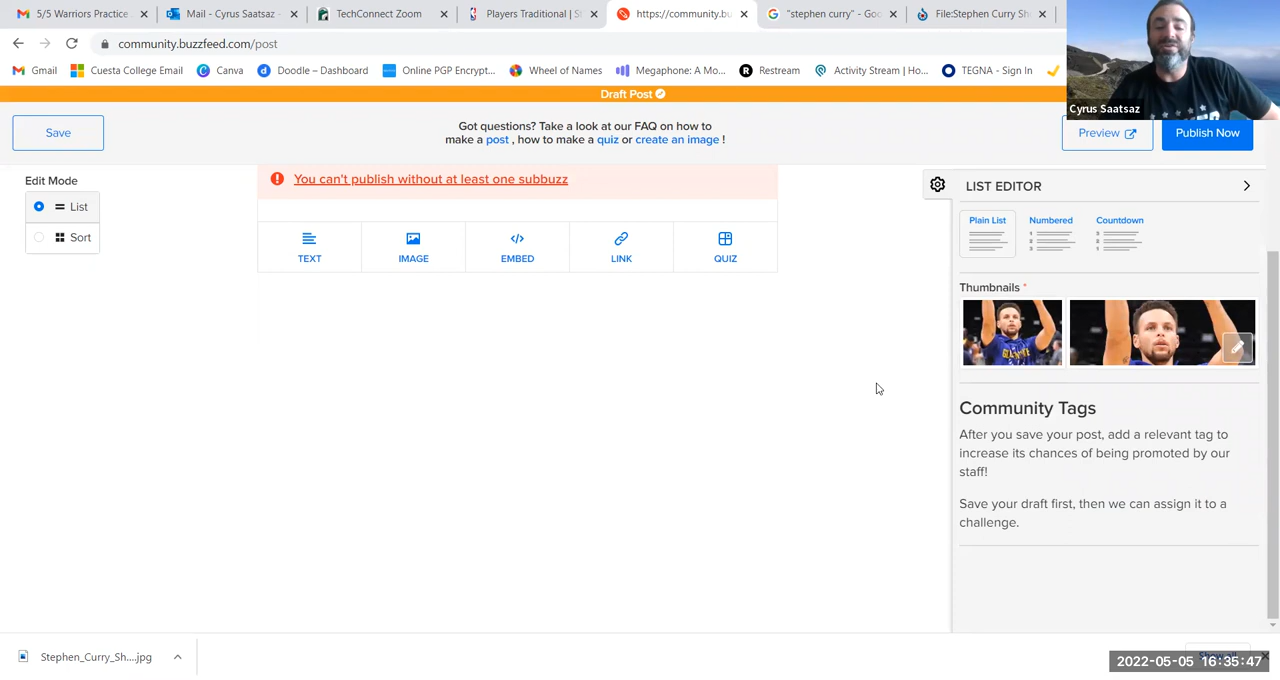 5/5 Warriors Practice
Mail - Cyrus Saatsaz -
TechConnect Zoom
Players Traditional | St
https://community.bu
"stephen curry" - Goo
File:Stephen Curry Sho
community.buzzfeed.com/post
Gmail
Cuesta College Email
Canva
Doodle – Dashboard
Online PGP Encrypt...
Wheel of Names
Megaphone: A Mo...
Restream
Activity Stream | Ho...
TEGNA - Sign In
Cyrus Saatsaz
Draft Post
Save
Got questions? Take a look at our FAQ on how to
make a post , how to make a quiz or create an image !
Preview
Publish Now
Edit Mode
List
Sort
You can't publish without at least one subbuzz
TEXT
IMAGE
EMBED
LINK
QUIZ
LIST EDITOR
Plain List
Numbered
Countdown
Thumbnails *
Community Tags
After you save your post, add a relevant tag to
increase its chances of being promoted by our
staff!
Save your draft first, then we can assign it to a
challenge.
Stephen_Curry_Sh....jpg
Show all
2022-05-05 16:35:47